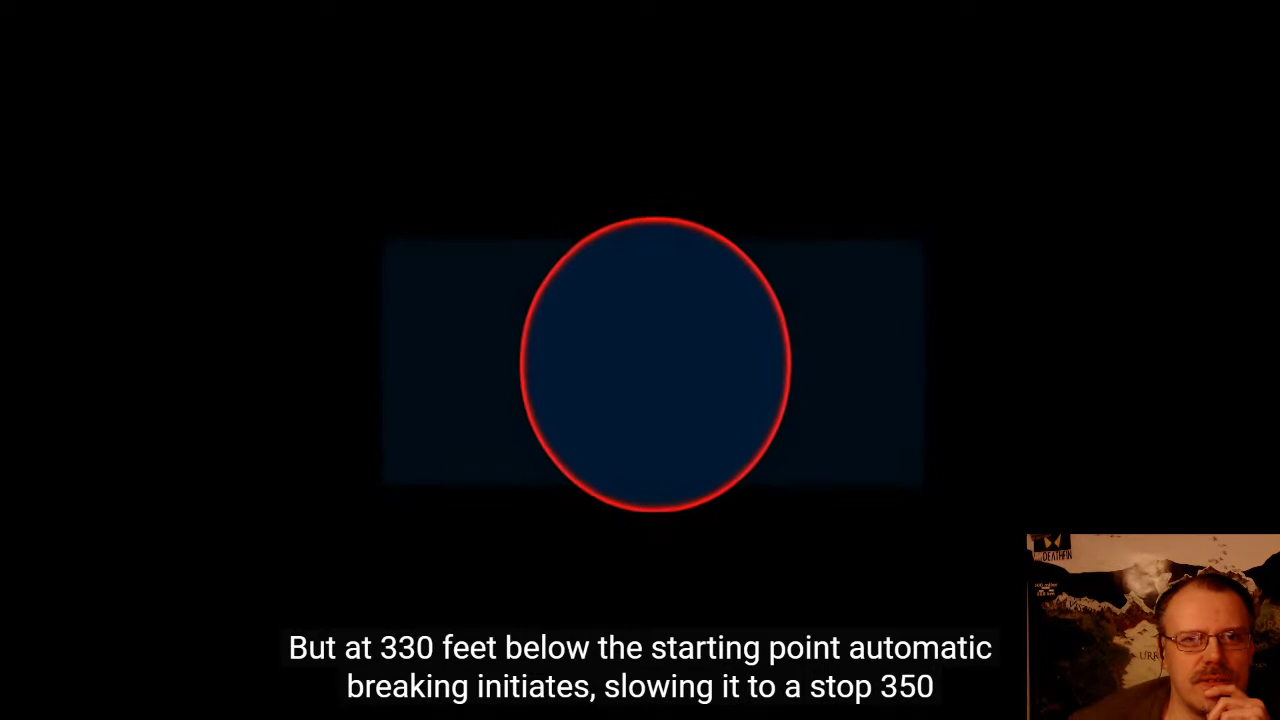 But at 330 feet below the starting point automatic
breaking initiates, slowing it to a stop 350